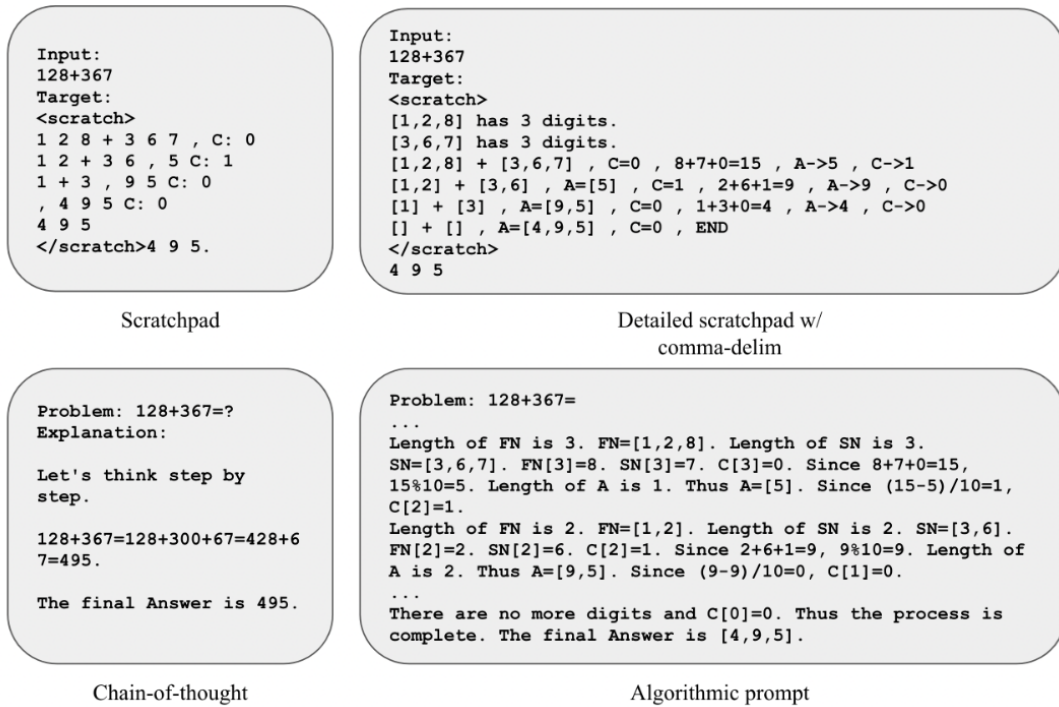 Input:
128+367
Target:
<scratch>
1 2 8 + 3 6 7 , C: 0
1 2 + 3 6 , 5 C: 1
1 + 3 , 9 5 C: 0
, 4 9 5 C: 0
4 9 5
</scratch>4 9 5.
Scratchpad
Input:
128+367
Target:
<scratch>
[1,2,8] has 3 digits.
[3,6,7] has 3 digits.
[1,2,8] + [3,6,7] , C=0 , 8+7+0=15 , A->5 , C->1
[1,2] + [3,6] , A=[5] , C=1 , 2+6+1=9 , A->9 , C->0
[1] + [3] , A=[9,5] , C=0 , 1+3+0=4 , A->4 , C->0
[] + [] , A=[4,9,5] , C=0 , END
</scratch>
4 9 5
Detailed scratchpad w/
comma-delim
Problem: 128+367=?
Explanation:
Let's think step by
step.
128+367=128+300+67=428+6
7=495.
The final Answer is 495.
Chain-of-thought
Problem: 128+367=
...
Length of FN is 3. FN=[1,2,8]. Length of SN is 3.
SN=[3,6,7]. FN[3]=8. SN[3]=7. C[3]=0. Since 8+7+0=15,
15%10=5. Length of A is 1. Thus A=[5]. Since (15-5)/10=1,
C[2]=1.
Length of FN is 2. FN=[1,2]. Length of SN is 2. SN=[3,6].
FN[2]=2. SN[2]=6. C[2]=1. Since 2+6+1=9, 9%10=9. Length of
A is 2. Thus A=[9,5]. Since (9-9)/10=0, C[1]=0.
...
There are no more digits and C[0]=0. Thus the process is
complete. The final Answer is [4,9,5].
Algorithmic prompt